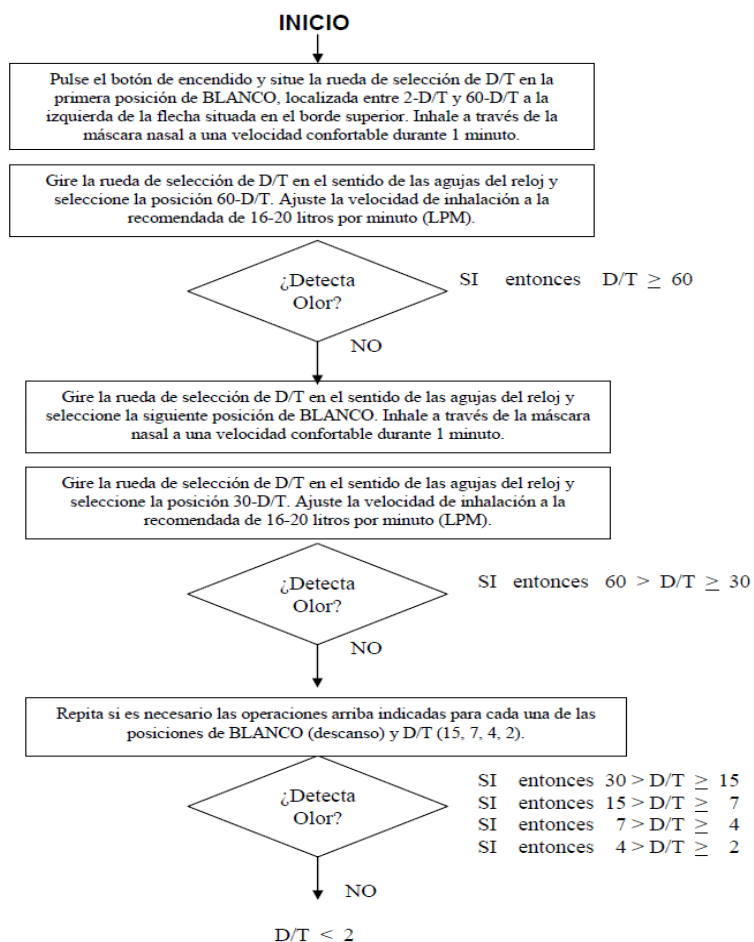 INICIO
Pulse el botón de encendido y situe la rueda de selección de D/T en la
primera posición de BLANCO, localizada entre 2-D/T y 60-D/T a la
izquierda de la flecha situada en el borde superior. Inhale a través de la
máscara nasal a una velocidad confortable durante 1 minuto.
Gire la rueda de selección de D/T en el sentido de las agujas del reloj y
seleccione la posición 60-D/T. Ajuste la velocidad de inhalación a la
recomendada de 16-20 litros por minuto (LPM).
¿Detecta
Olor?
SI entonces D/T ≥ 60
NO
Gire la rueda de selección de D/T en el sentido de las agujas del reloj y
seleccione la siguiente posición de BLANCO. Inhale a través de la máscara
nasal a una velocidad confortable durante 1 minuto.
Gire la rueda de selección de D/T en el sentido de las agujas del reloj y
seleccione la posición 30-D/T. Ajuste la velocidad de inhalación a la
recomendada de 16-20 litros por minuto (LPM).
¿Detecta
Olor?
SI entonces 60 > D/T ≥ 30
NO
Repita si es necesario las operaciones arriba indicadas para cada una de las
posiciones de BLANCO (descanso) y D/T (15, 7, 4, 2).
¿Detecta
Olor?
SI entonces 30 > D/T ≥ 15
SI entonces 15 > D/T ≥ 7
SI entonces 7 > D/T ≥ 4
SI entonces 4 > D/T ≥ 2
NO
D/T < 2